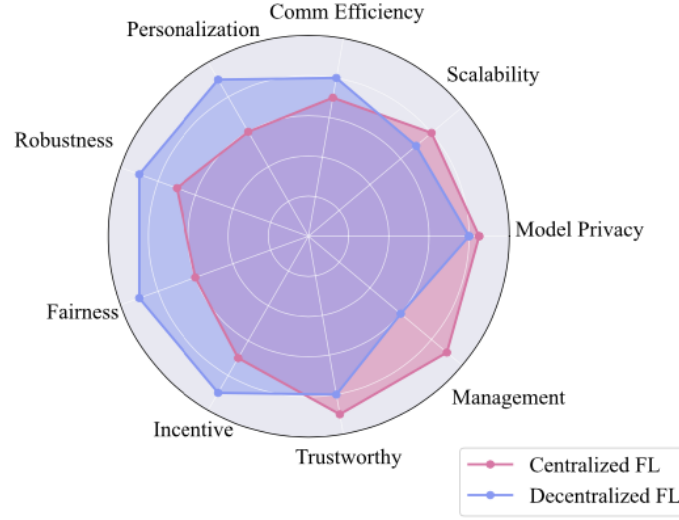 Comm Efficiency
Personalization
Scalability
Robustness
Model Privacy
Fairness
Management
Incentive
Trustworthy
Centralized FL
Decentralized FL